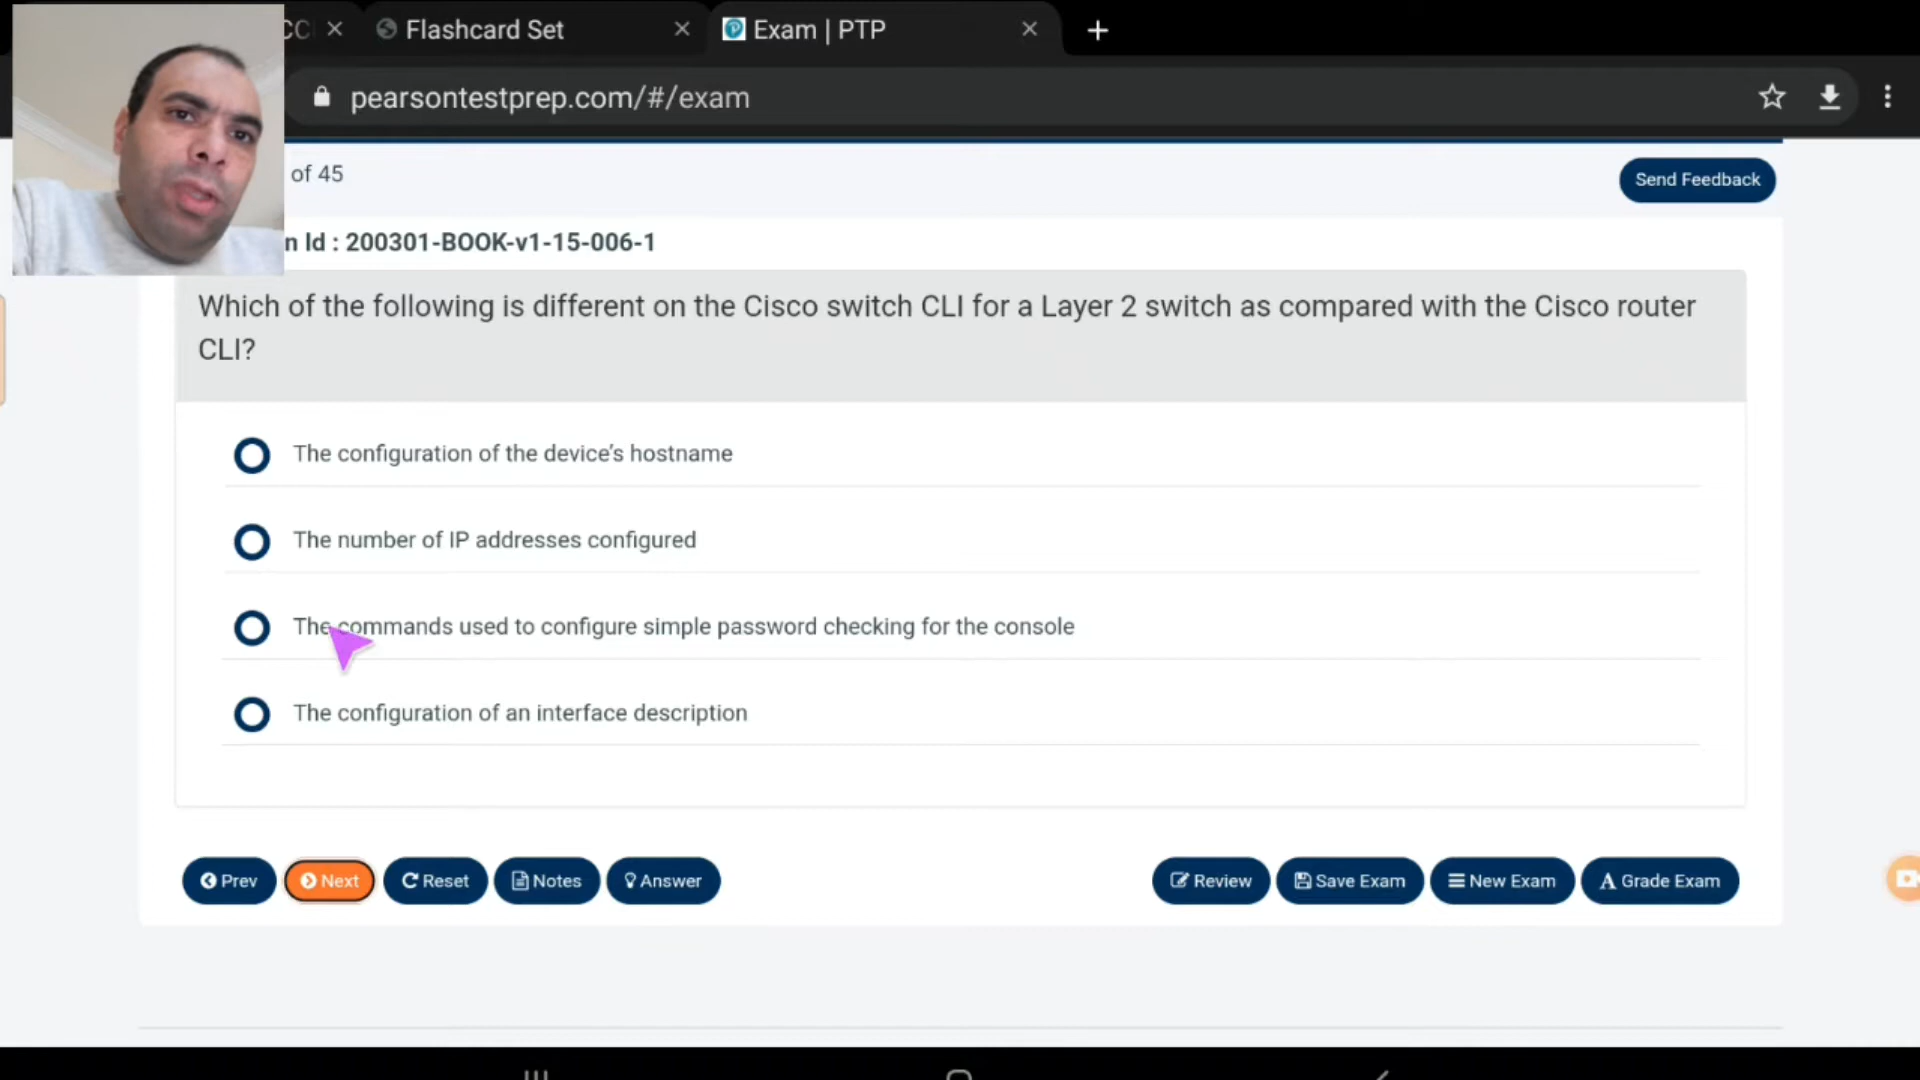 CC
Flashcard Set
Exam | PTP
pearsontestprep.com/#/exam
of 45
Send Feedback
n Id : 200301-BOOK-v1-15-006-1
Which of the following is different on the Cisco switch CLI for a Layer 2 switch as compared with the Cisco router
CLI?
The configuration of the device's hostname
The number of IP addresses configured
The commands used to configure simple password checking for the console
The configuration of an interface description
Prev
Next
Reset
Notes
Answer
Review
Save Exam
New Exam
Grade Exam